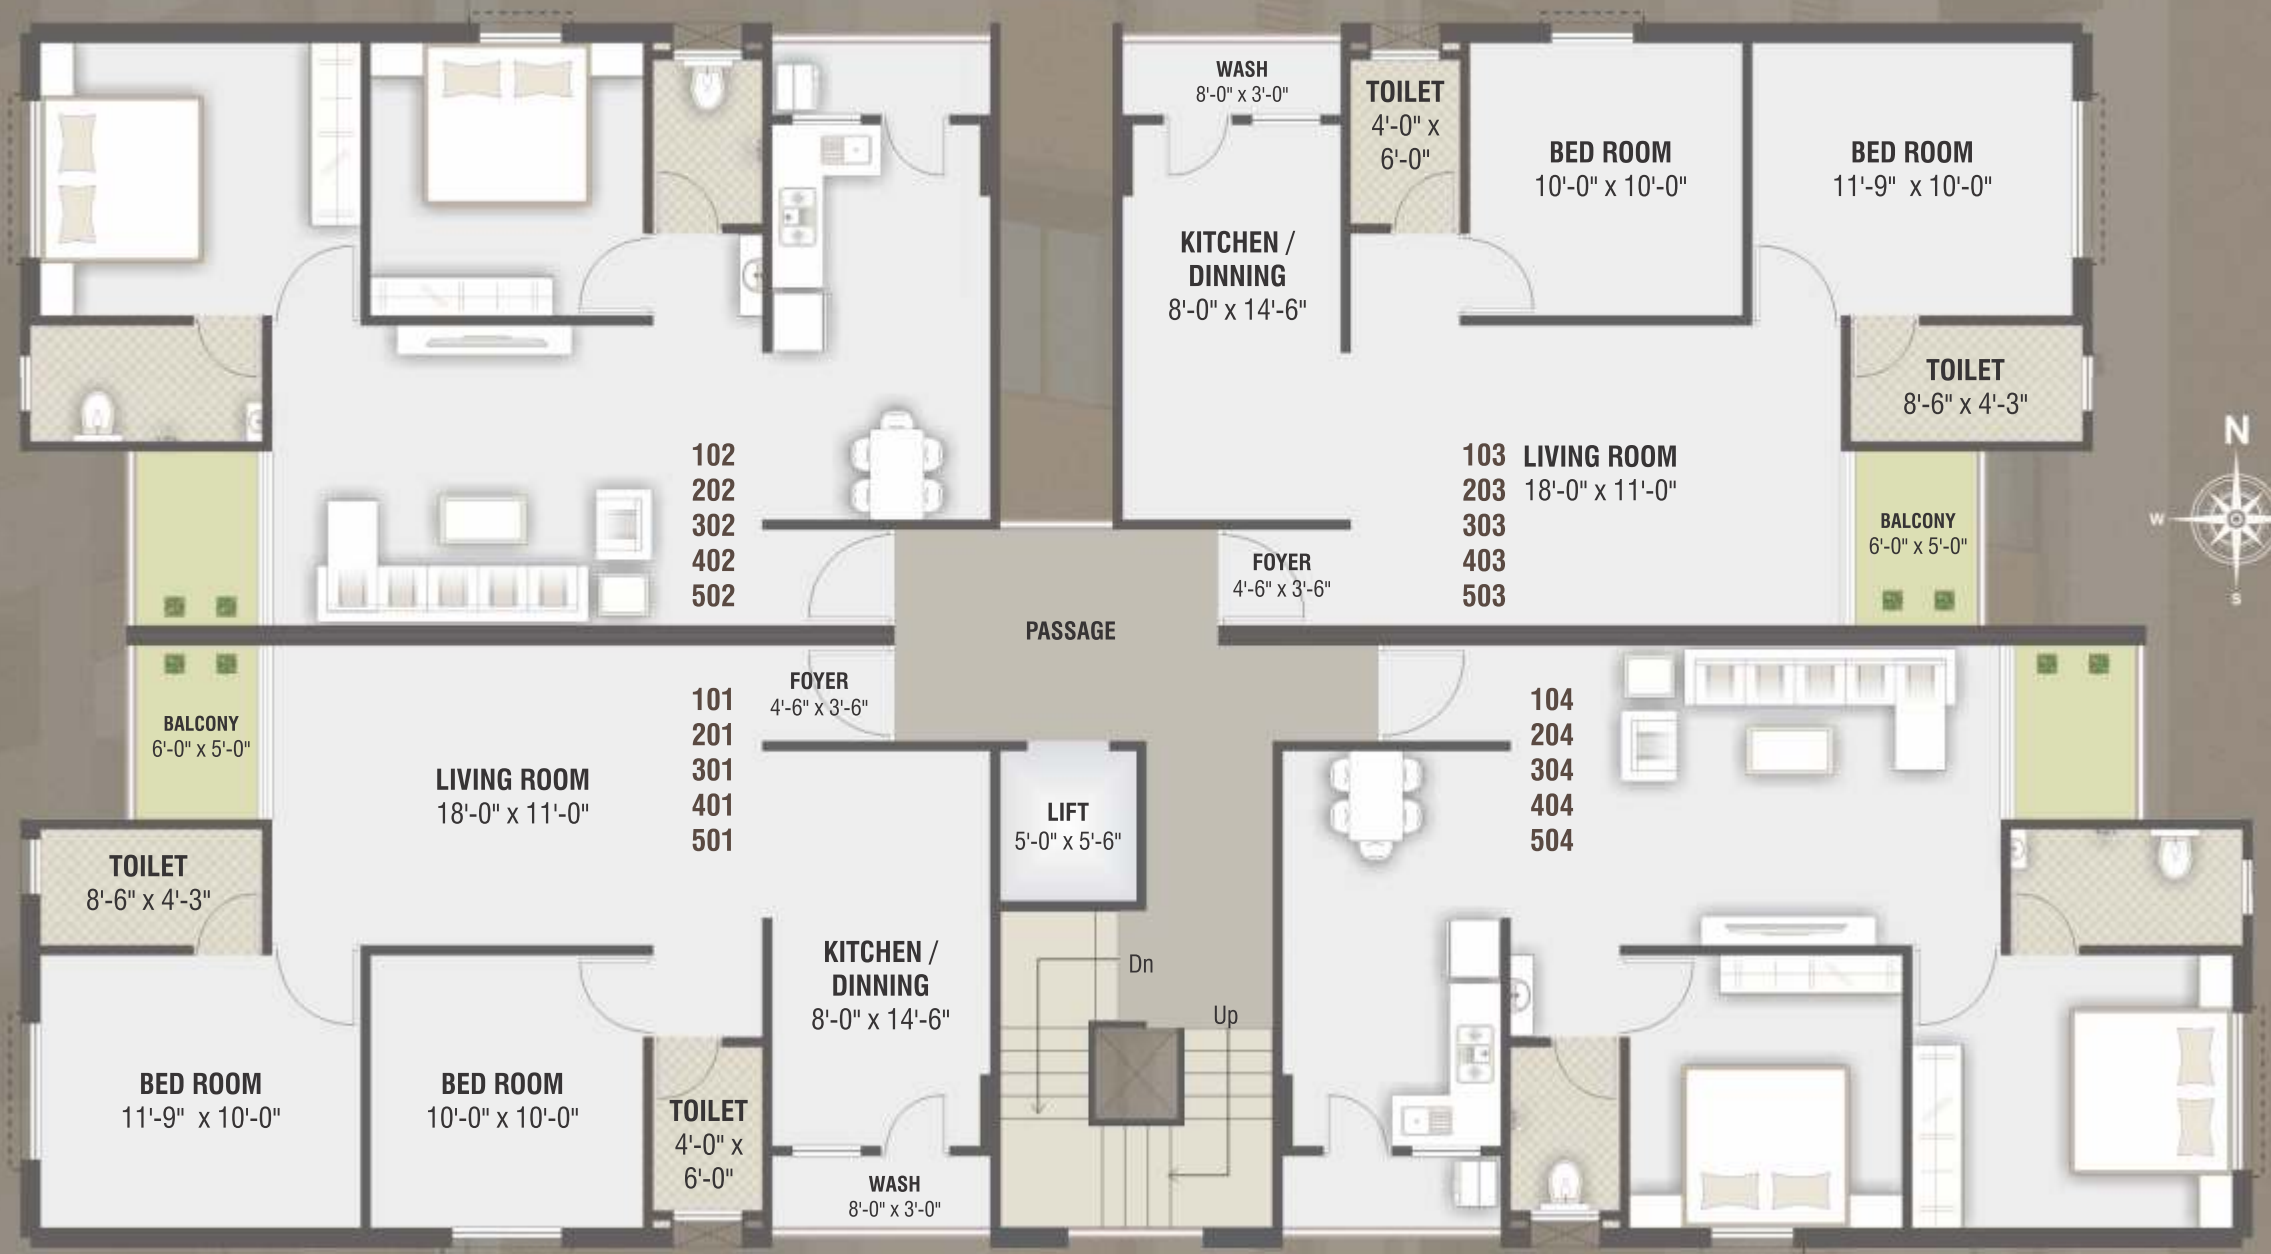 WASH
8'-0" x 3'-0"
TOILET
4'-0" x
6'-0"
BED ROOM
10'-0" x 10'-0"
BED ROOM
11'-9" x 10'-0"
KITCHEN /
DINNING
8'-0" x 14'-6"
TOILET
8'-6" x 4'-3"
102
202
302
402
502
103
203
303
403
503
LIVING ROOM
18'-0" x 11'-0"
BALCONY
6'-0" x 5'-0"
FOYER
4'-6" x 3'-6"
N
W
S
PASSAGE
FOYER
4'-6" x 3'-6"
101
201
301
401
501
104
204
304
404
504
BALCONY
6'-0" x 5'-0"
LIVING ROOM
18'-0" x 11'-0"
LIFT
5'-0" x 5'-6"
TOILET
8'-6" x 4'-3"
KITCHEN /
DINNING
8'-0" x 14'-6"
Dn
Up
BED ROOM
11'-9" x 10'-0"
BED ROOM
10'-0" x 10'-0"
TOILET
4'-0" x
6'-0"
WASH
8'-0" x 3'-0"